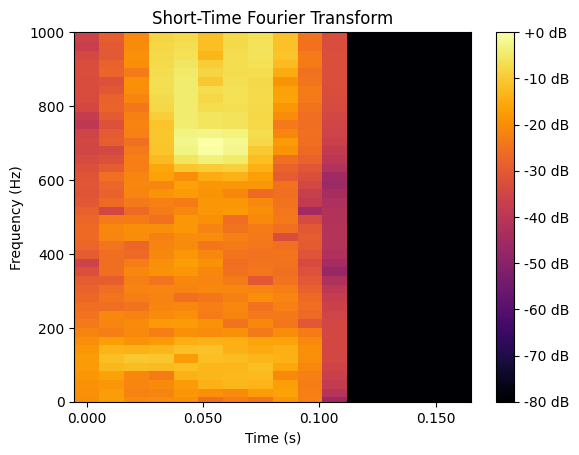 Short-Time Fourier Transform
1000
800
600
400
200
0
Frequency (Hz)
0.000
0.050
0.100
0.150
Time (s)
+0 dB
-10 dB
-20 dB
-30 dB
-40 dB
-50 dB
-60 dB
-70 dB
-80 dB